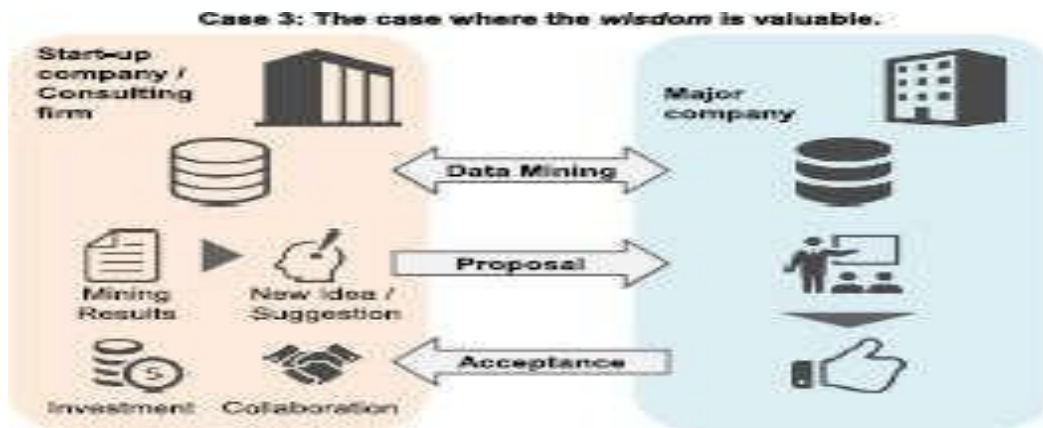 Case 3: The case where the wisdom is valuable.
Start-up
company /
Consulting
firm
Major
company
Data Mining
Proposal
Mining
Results
New idea /
Suggestion
Acceptance
$
Investment
Collaboration